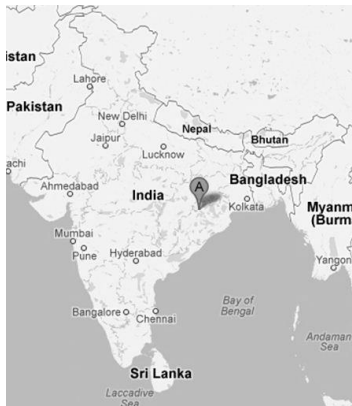 istan
Lahore
Pakistan
New Delhi
Nepal
Bhutan
Jaipur
Lucknow
achi
Bangladesh
Ahmedabad
India
A
Kolkata
Myanm
(Burm
Mumbai
Pune
Hyderabad
Yangon
Bay of
Bengal
Bangalore
Chennai
Andaman
Sea
Sri Lanka
Laccadive
Sea